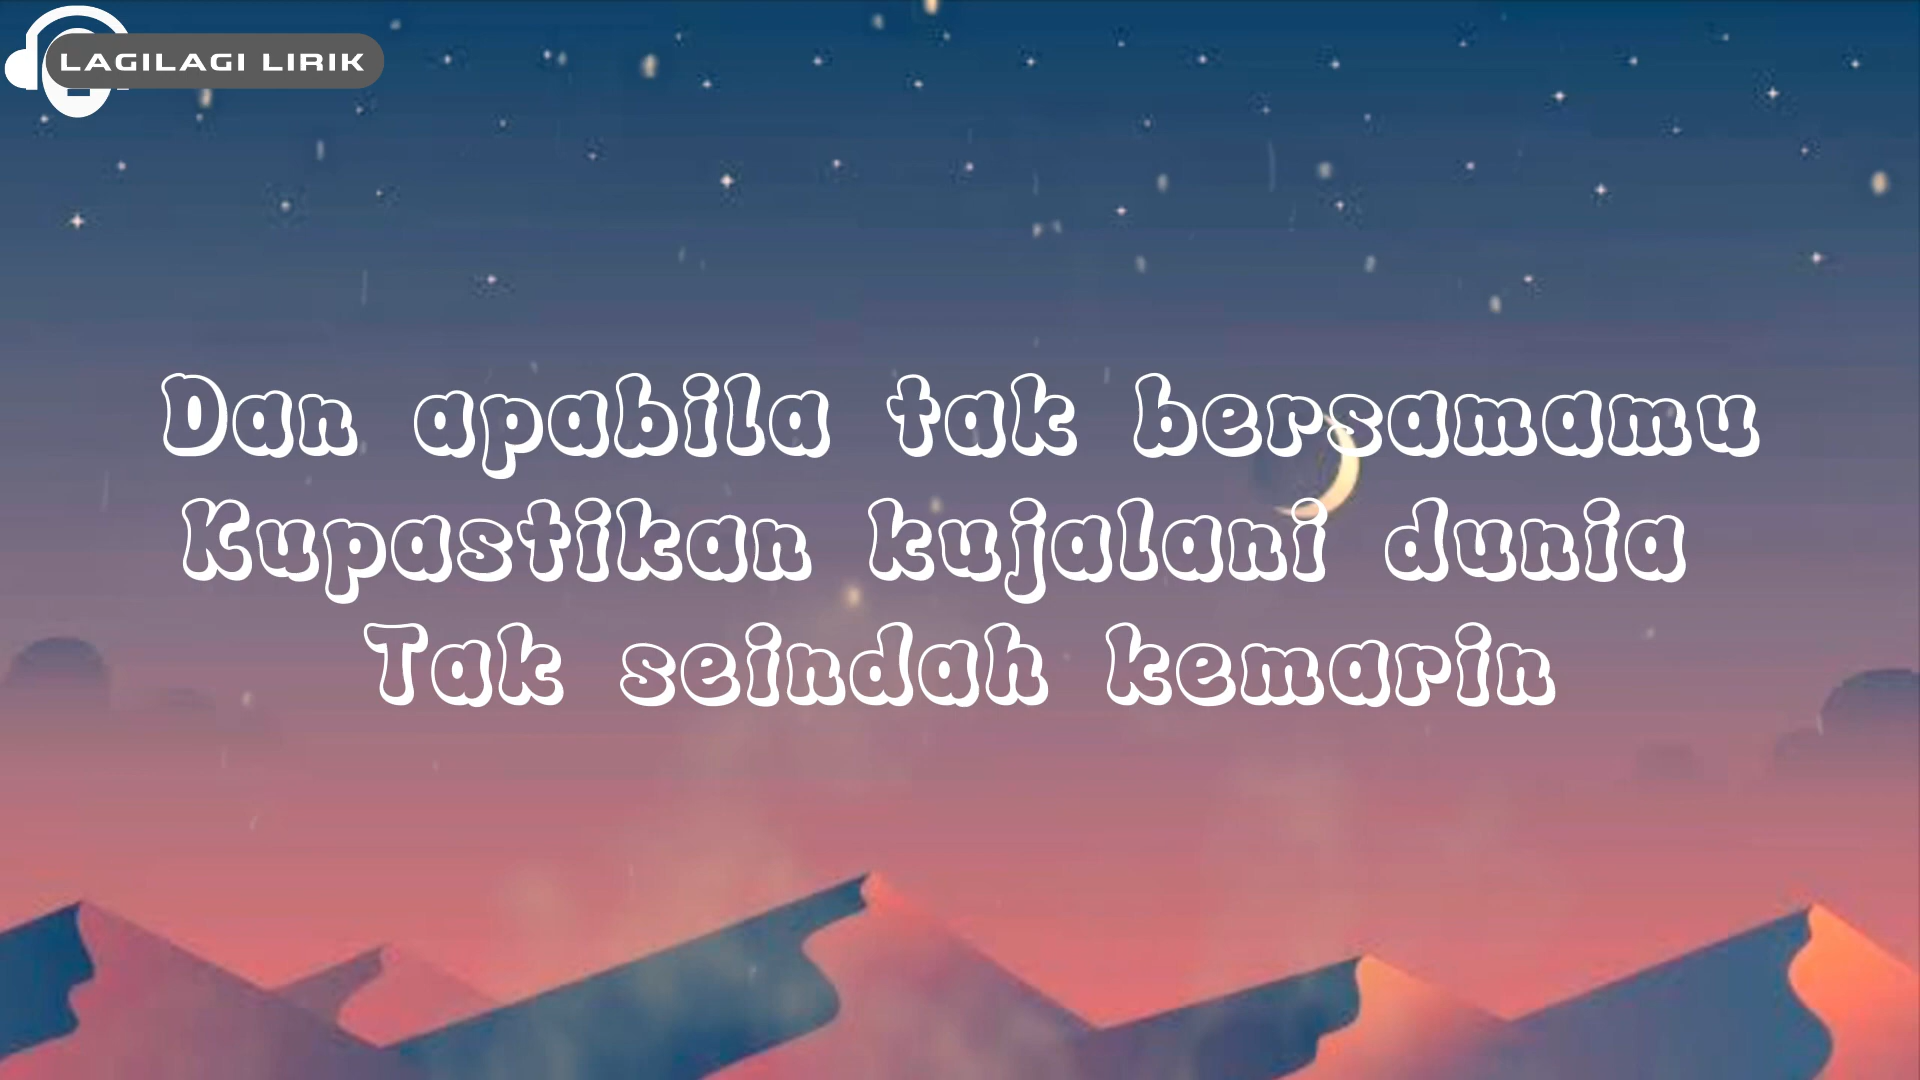 LAGILAGI LIRIK
Dan apabila tak bersamamu
Kupastikan kujalani dunia
Tak seindah kemarin